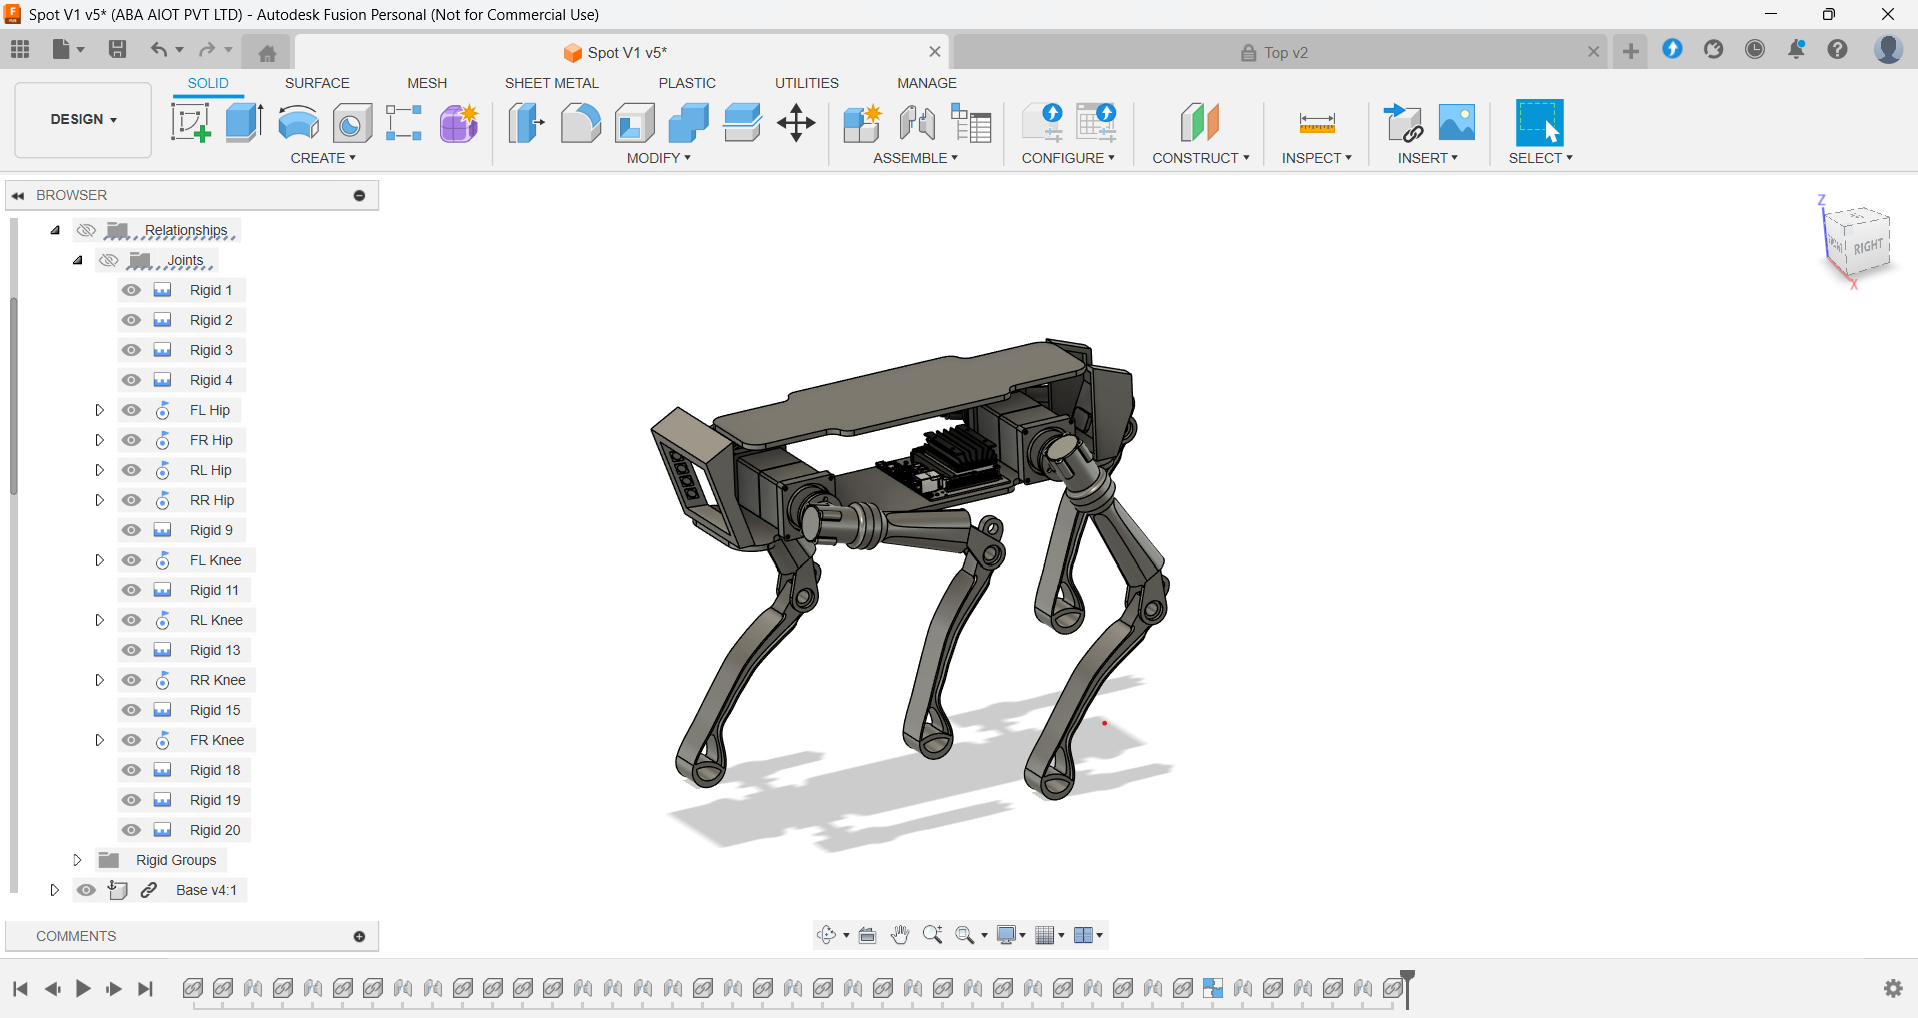 Spot V1 v5* (ABA AIOT PVT LTD) - Autodesk Fusion Personal (Not for Commercial Use)
Spot V1 v5*
Top v2
SOLID SURFACE MESH SHEET METAL PLASTIC UTILITIES MANAGE
DESIGN
CREATE MODIFY ASSEMBLE CONFIGURE CONSTRUCT INSPECT INSERT SELECT
BROWSER
Relationships
Joints
Rigid 1
Rigid 2
Rigid 3
Rigid 4
FL Hip
FR Hip
RL Hip
RR Hip
Rigid 9
FL Knee
Rigid 11
RL Knee
Rigid 13
RR Knee
Rigid 15
FR Knee
Rigid 18
Rigid 19
Rigid 20
Rigid Groups
Base v4:1
Z
RIGHT
X
COMMENTS